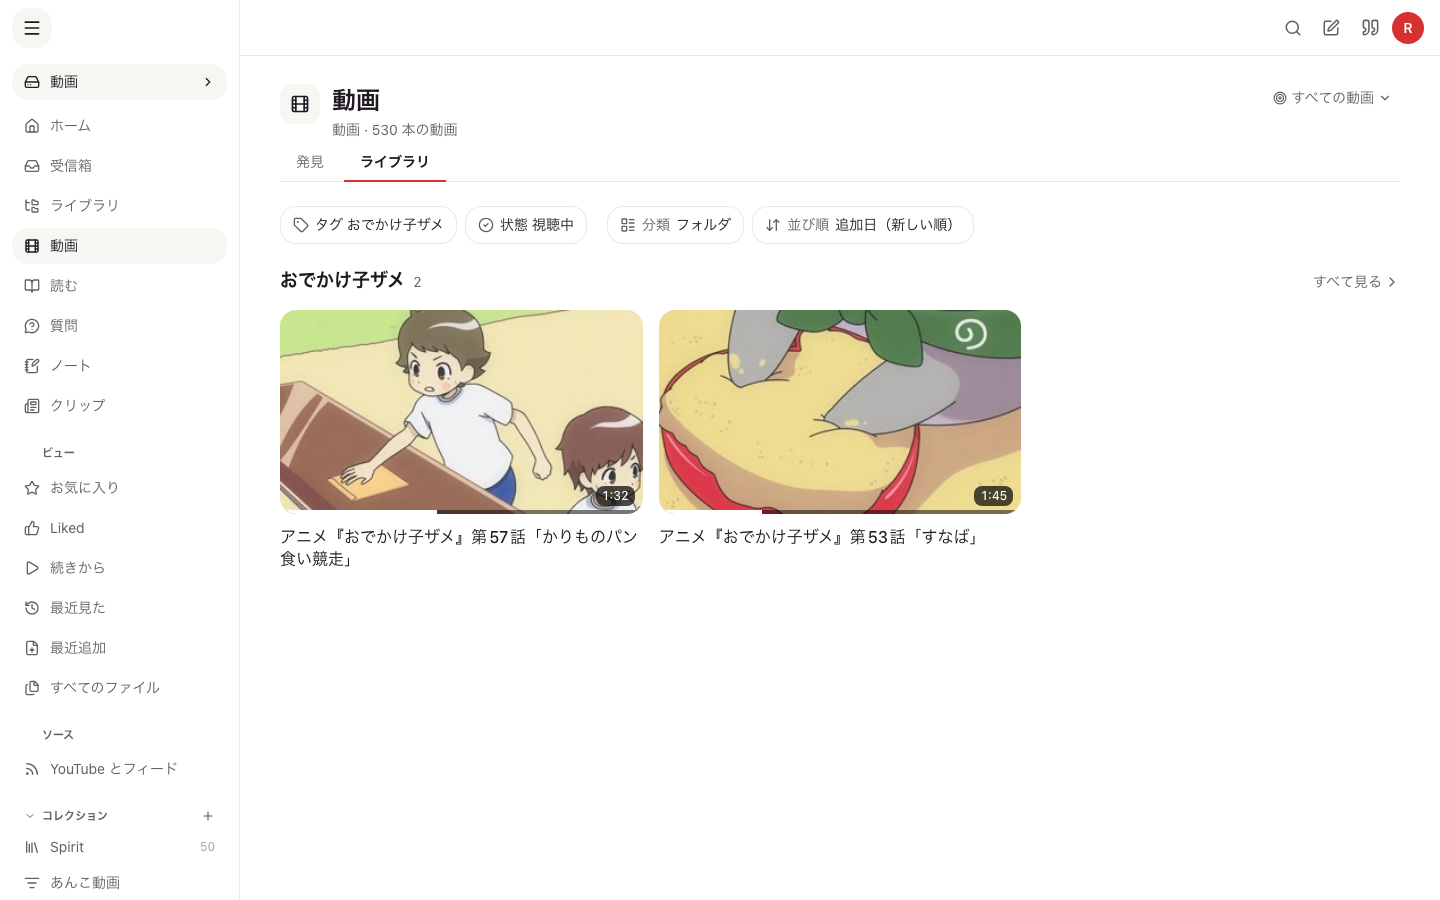 動画
ホーム
受信箱
ライブラリ
動画
読む
質問
ノート
クリップ
ビュー
お気に入り
Liked
続きから
最近見た
最近追加
すべてのファイル
ソース
YouTube とフィード
コレクション
Spirit 50
あんこ動画
R
動画
動画 · 530 本の動画
すべての動画
発見 ライブラリ
タグ おでかけ子ザメ 状態 視聴中 分類 フォルダ 並び順 追加日（新しい順）
おでかけ子ザメ 2
すべて見る
1:32
1:45
アニメ『おでかけ子ザメ』第57話「かりものパン
食い競走」
アニメ『おでかけ子ザメ』第53話「すなば」